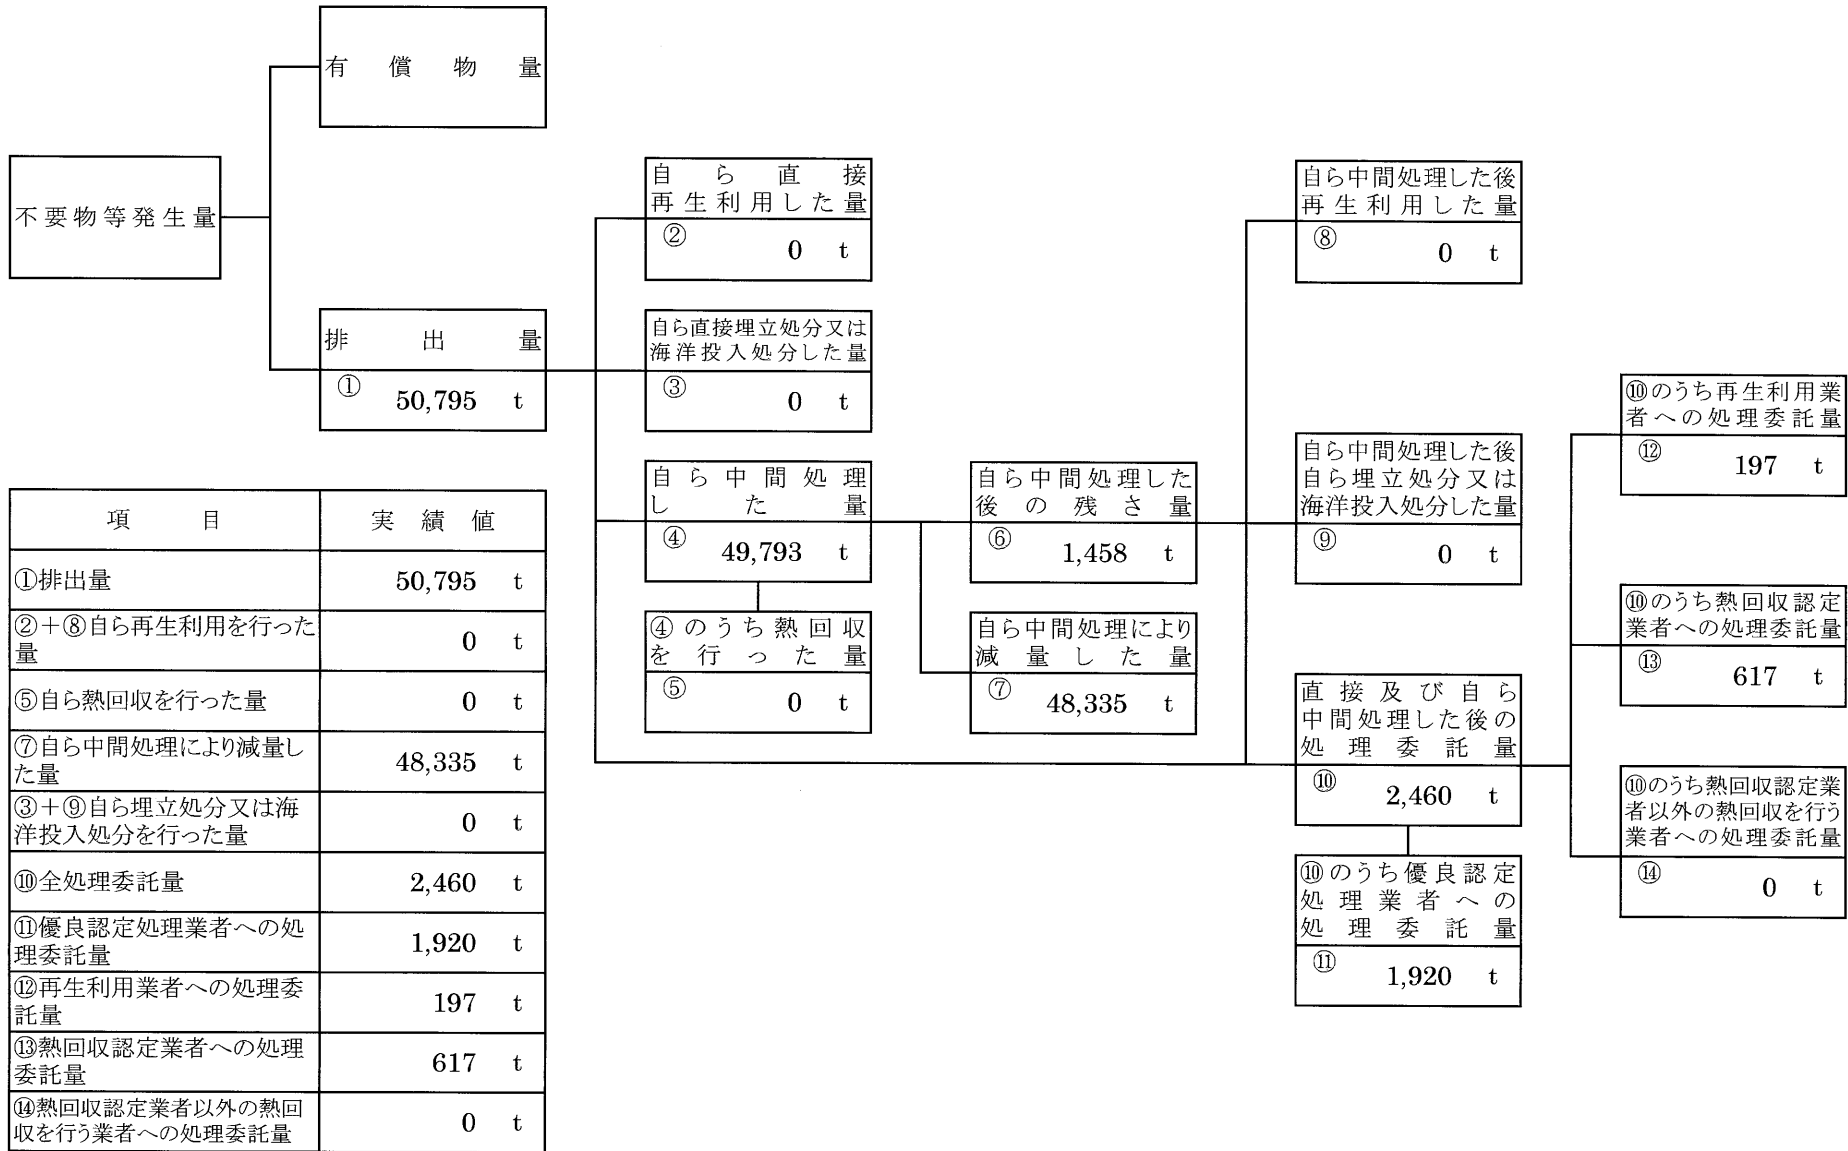 有償物量
不要物等発生量
排出量
① 50,795 t
自ら直接
再生利用した量
② 0 t
自ら直接埋立処分又は
海洋投入処分した量
③ 0 t
自ら中間処理
した量
④ 49,793 t
④のうち熱回収
を行った量
⑤ 0 t
自ら中間処理した
後の残さ量
⑥ 1,458 t
自ら中間処理により
減量した量
⑦ 48,335 t
自ら中間処理した後
再生利用した量
⑧ 0 t
自ら中間処理した後
自ら埋立処分又は
海洋投入処分した量
⑨ 0 t
直接及び自ら
中間処理した後の
処理委託量
⑩ 2,460 t
⑩のうち優良認定
処理業者への
処理委託量
⑪ 1,920 t
⑩のうち再生利用業
者への処理委託量
⑫ 197 t
⑩のうち熱回収認定
業者への処理委託量
⑬ 617 t
⑩のうち熱回収認定業
者以外の熱回収を行う
業者への処理委託量
⑭ 0 t
項目 実績値
①排出量 50,795 t
②＋⑧自ら再生利用を行った
量 0 t
⑤自ら熱回収を行った量 0 t
⑦自ら中間処理により減量し
た量 48,335 t
③＋⑨自ら埋立処分又は海
洋投入処分を行った量 0 t
⑩全処理委託量 2,460 t
⑪優良認定処理業者への処
理委託量 1,920 t
⑫再生利用業者への処理委
託量 197 t
⑬熱回収認定業者への処理
委託量 617 t
⑭熱回収認定業者以外の熱回
収を行う業者への処理委託量 0 t